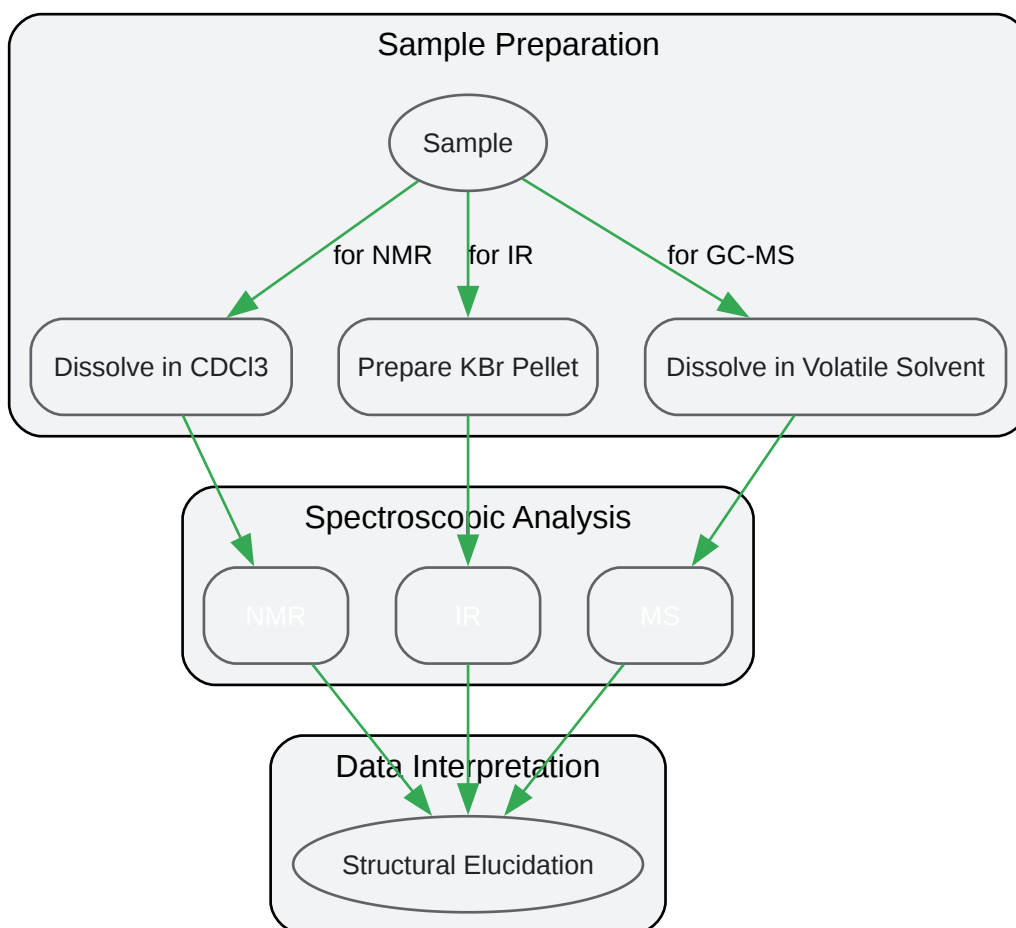 Sample Preparation
Sample
for NMR
for IR
for GC-MS
Dissolve in CDCl3
Prepare KBr Pellet
Dissolve in Volatile Solvent
Spectroscopic Analysis
NMR
IR
MS
Data Interpretation
Structural Elucidation